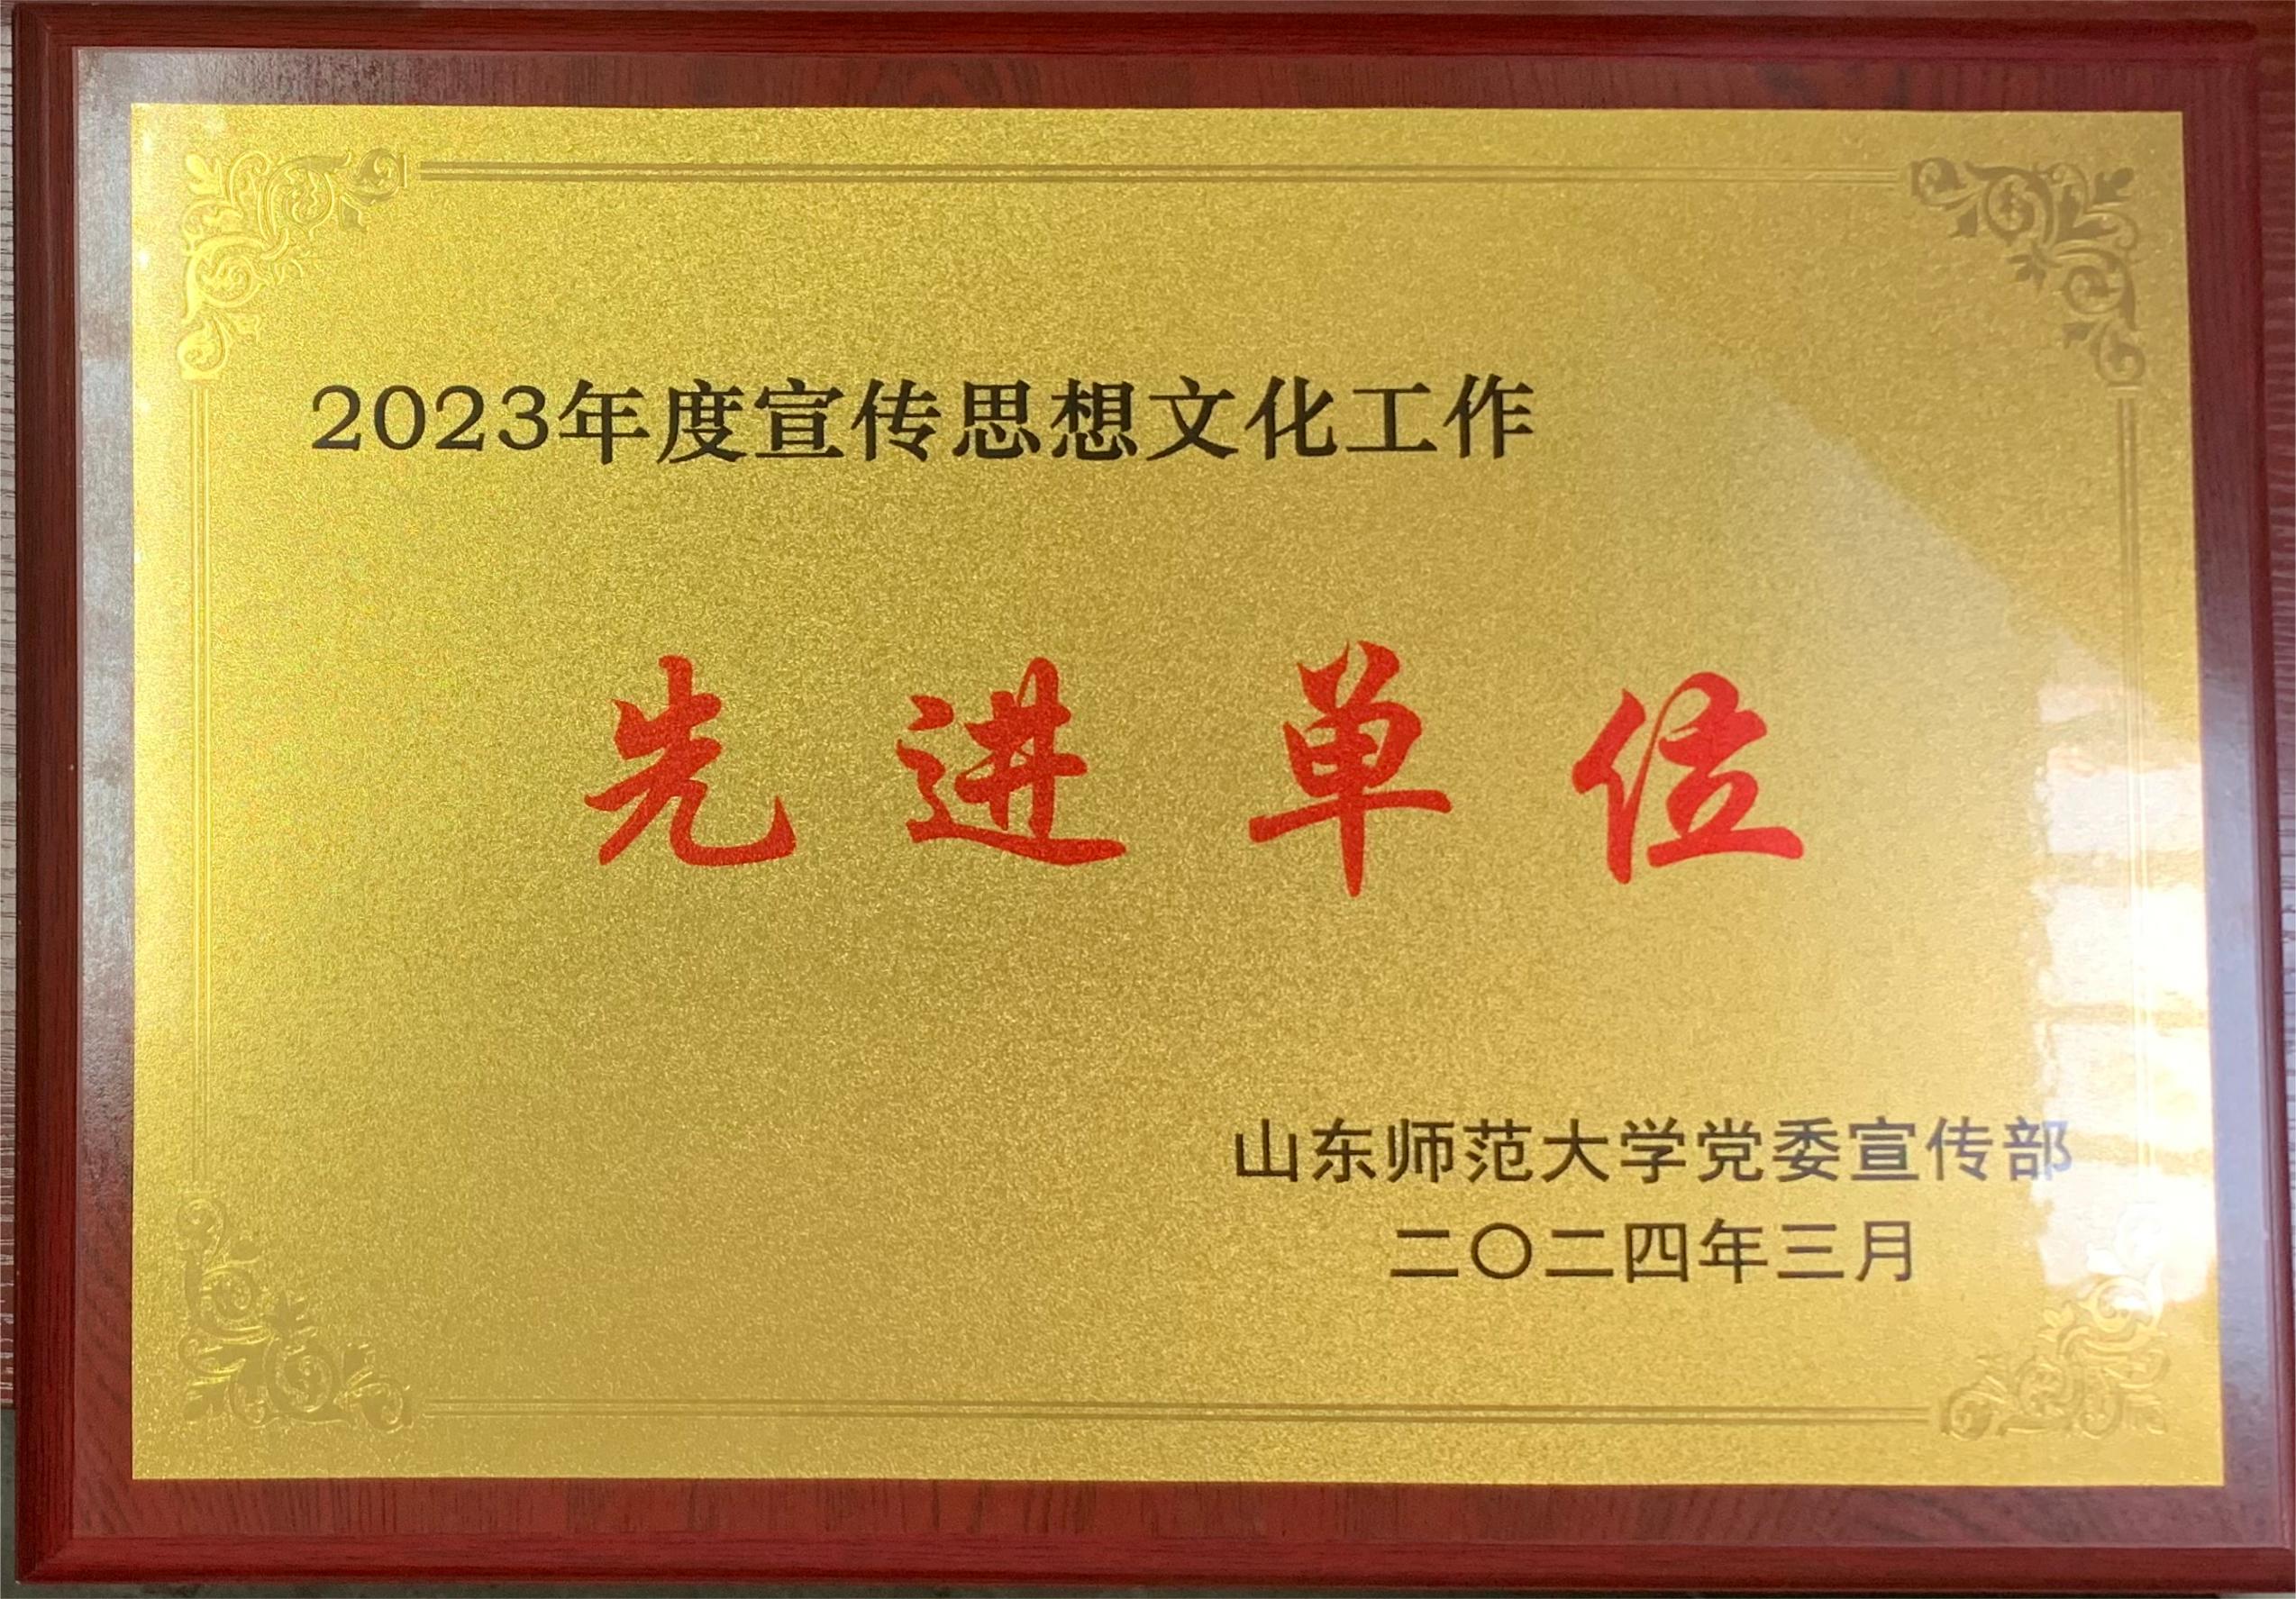 2023年度宣传思想文化工作
先进单位
山东师范大学党委宣传部
二〇二四年三月